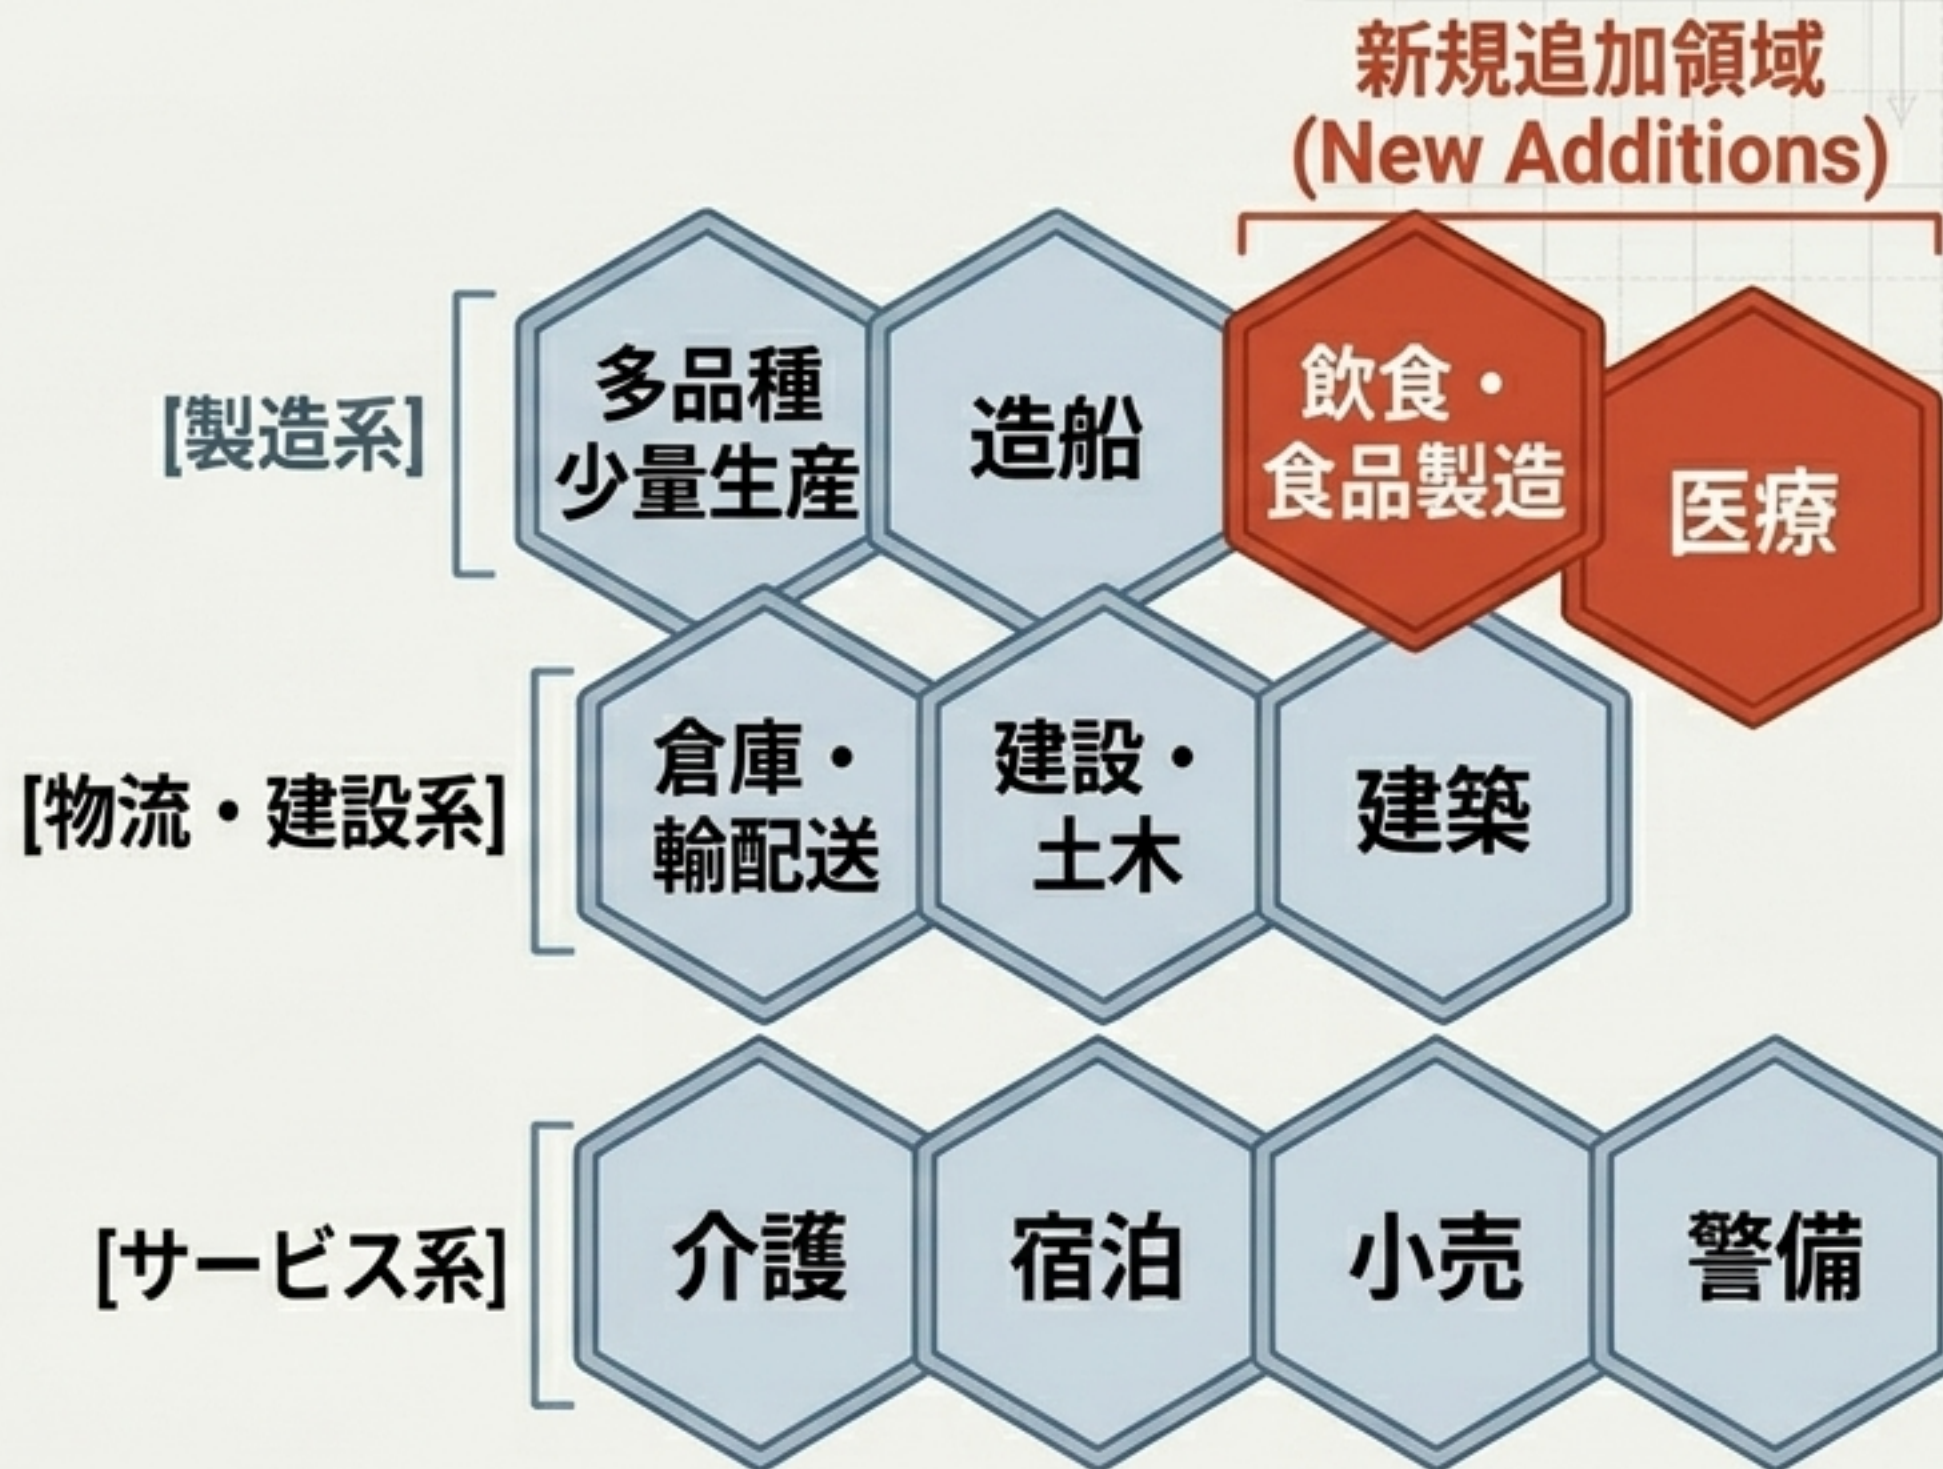 新規追加領域
(New Additions)
[製造系]
多品種
少量生産
造船
飲食・
食品製造
医療
[物流・建設系]
倉庫・
輸配送
建設・
土木
建築
[サービス系]
介護
宿泊
小売
警備